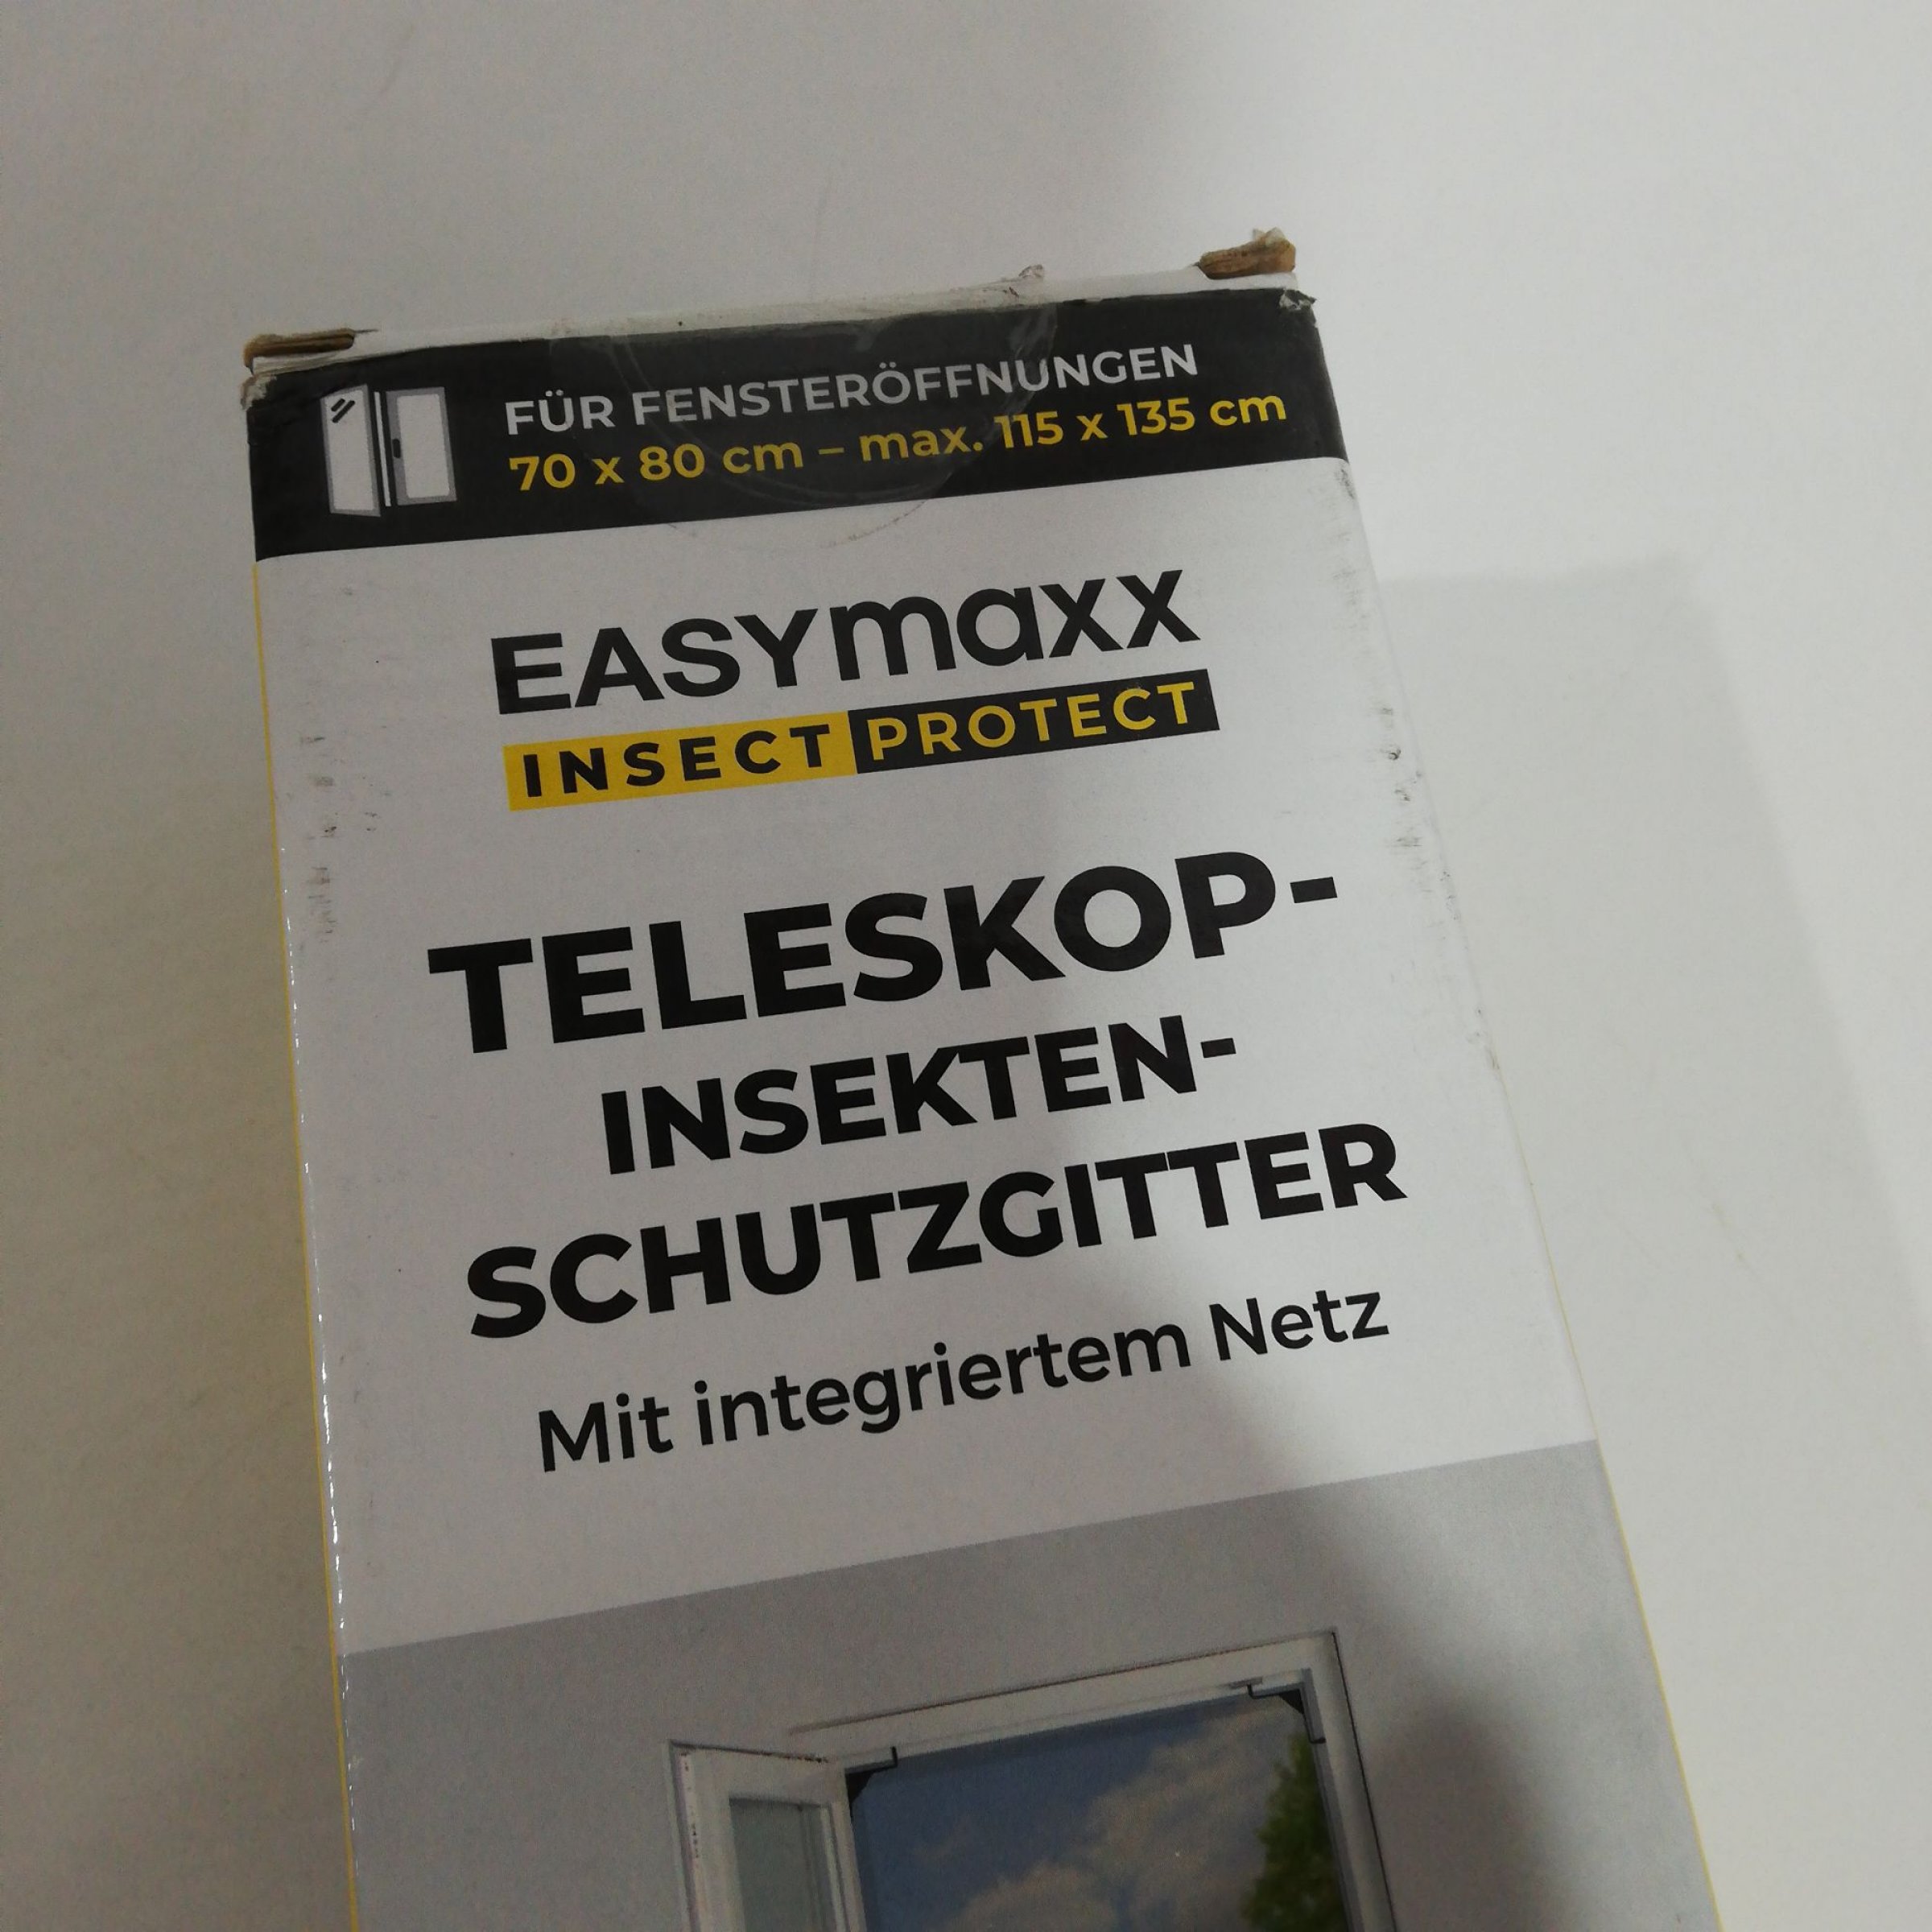 FÜR FENSTERÖFFNUNGEN
70 x 80 cm – max. 115 x 135 cm
EASYmaxx
INSECT PROTECT
TELESKOP-
INSEKTEN-
SCHUTZGITTER
Mit integriertem Netz